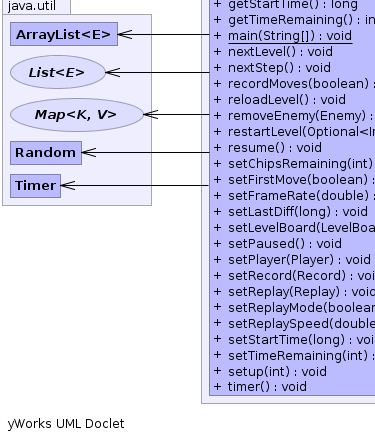 java.util
ArrayList<E>
List<E>
Map<K, V>
Random
Timer
+ getStartTime() : long
+ getTimeRemaining() : in
+ main(String[]) : void
+ nextLevel() : void
+ nextStep() : void
+ recordMoves(boolean) :
+ reloadLevel() : void
+ removeEnemy(Enemy) :
+ restartLevel(Optional<In
+ resume() : void
+ setChipsRemaining(int)
+ setFirstMove(boolean) :
+ setFrameRate(double) :
+ setLastDiff(long) : void
+ setLevelBoard(LevelBoa
+ setPaused() : void
+ setPlayer(Player) : void
+ setRecord(Record) : voi
+ setReplay(Replay) : void
+ setReplayMode(boolean
+ setReplaySpeed(double
+ setStartTime(long) : void
+ setTimeRemaining(int) :
+ setup(int) : void
+ timer() : void
yWorks UML Doclet